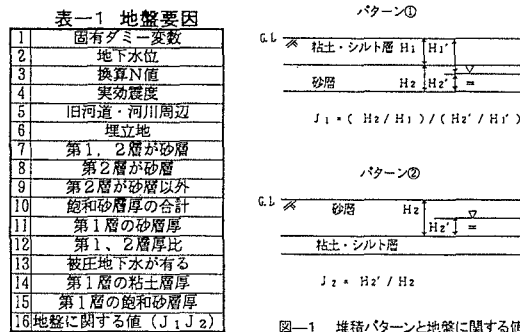 表―1 地盤要因
1 固有ダミー変数
2 地下水位
3 換算N値
4 実効震度
5 旧河道・河川周辺
6 埋立地
7 第1，2層が砂層
8 第2層が砂層
9 第2層が砂層以外
10 飽和砂層厚の合計
11 第1層の砂層厚
12 第1、2層厚比
13 被圧地下水が有る
14 第1層の粘土層厚
15 第1層の飽和砂層厚
16 地盤に関する値（J1J2）
パターン①
G.L
粘土・シルト層 H1 H1'
砂層 H2 H2'
J1 = ( H2 / H1 ) / ( H2' / H1' )
パターン②
G.L
砂層 H2
H2'
粘土・シルト層
J2 = H2' / H2
図―1 堆積パターンと地盤に関する値